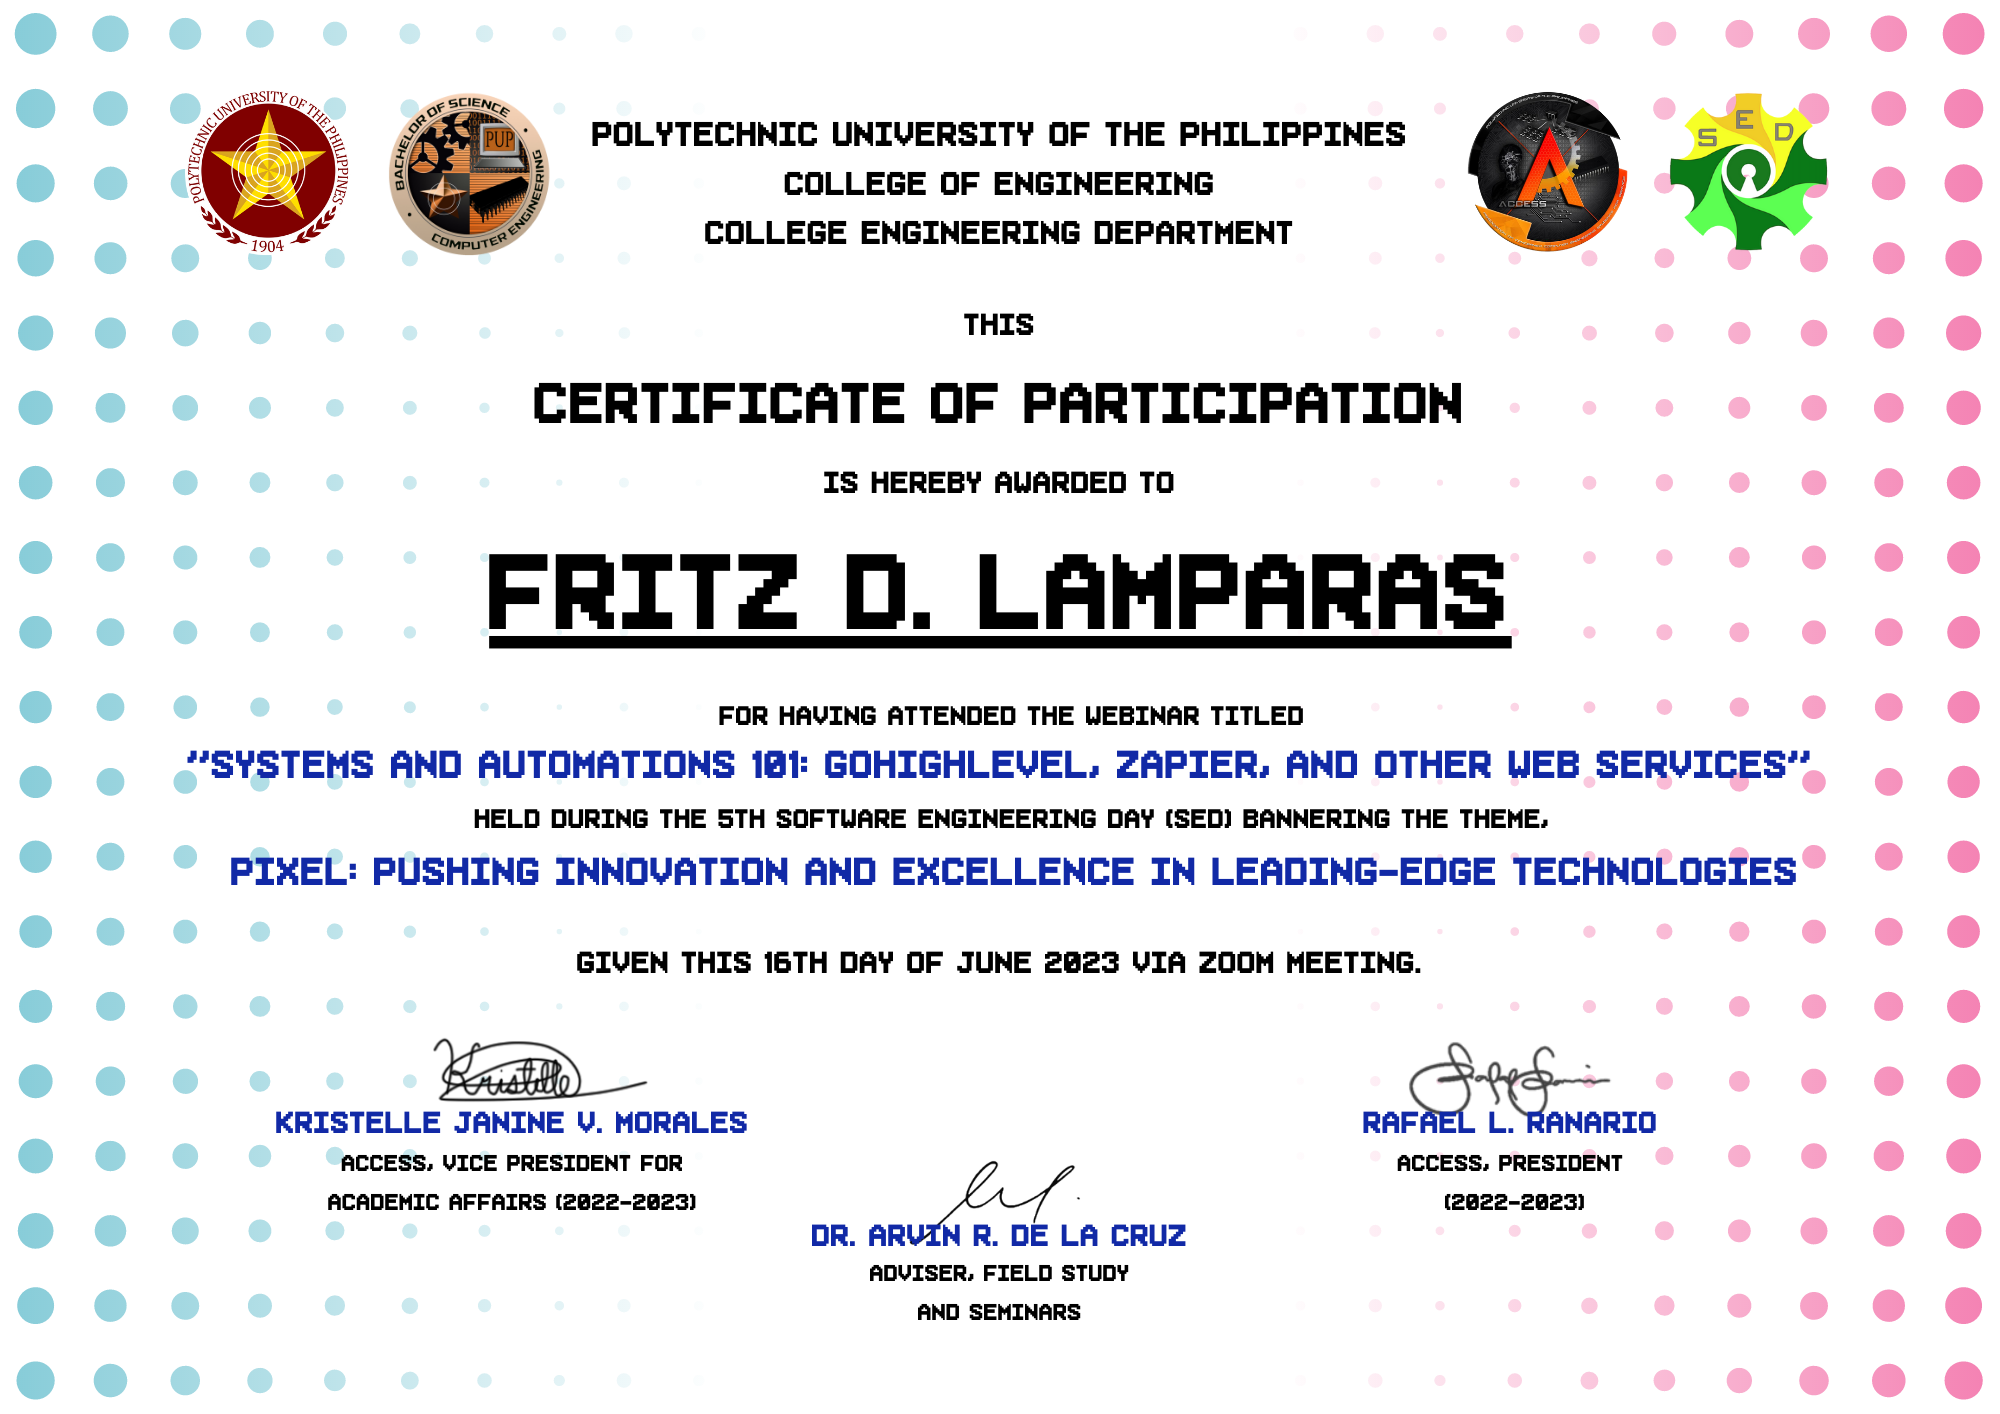 POLYTECHNIC UNIVERSITY OF THE PHILIPPINES
1904
BACHELOR OF SCIENCE
PUP
COMPUTER ENGINEERING
POLYTECHNIC UNIVERSITY OF THE PHILIPPINES
COLLEGE OF ENGINEERING
COLLEGE ENGINEERING DEPARTMENT
ACCESS
SED
THIS
CERTIFICATE OF PARTICIPATION
IS HEREBY AWARDED TO
FRITZ D. LAMPARAS
FOR HAVING ATTENDED THE WEBINAR TITLED
"SYSTEMS AND AUTOMATIONS 101: GOHIGHLEVEL, ZAPIER, AND OTHER WEB SERVICES"
HELD DURING THE 5TH SOFTWARE ENGINEERING DAY (SED) BANNERING THE THEME,
PIXEL: PUSHING INNOVATION AND EXCELLENCE IN LEADING-EDGE TECHNOLOGIES
GIVEN THIS 16TH DAY OF JUNE 2023 VIA ZOOM MEETING.
Kristelle
KRISTELLE JANINE V. MORALES
ACCESS, VICE PRESIDENT FOR
ACADEMIC AFFAIRS (2022-2023)
RAFAEL L. RANARIO
ACCESS, PRESIDENT
(2022-2023)
DR. ARVIN R. DE LA CRUZ
ADVISER, FIELD STUDY
AND SEMINARS